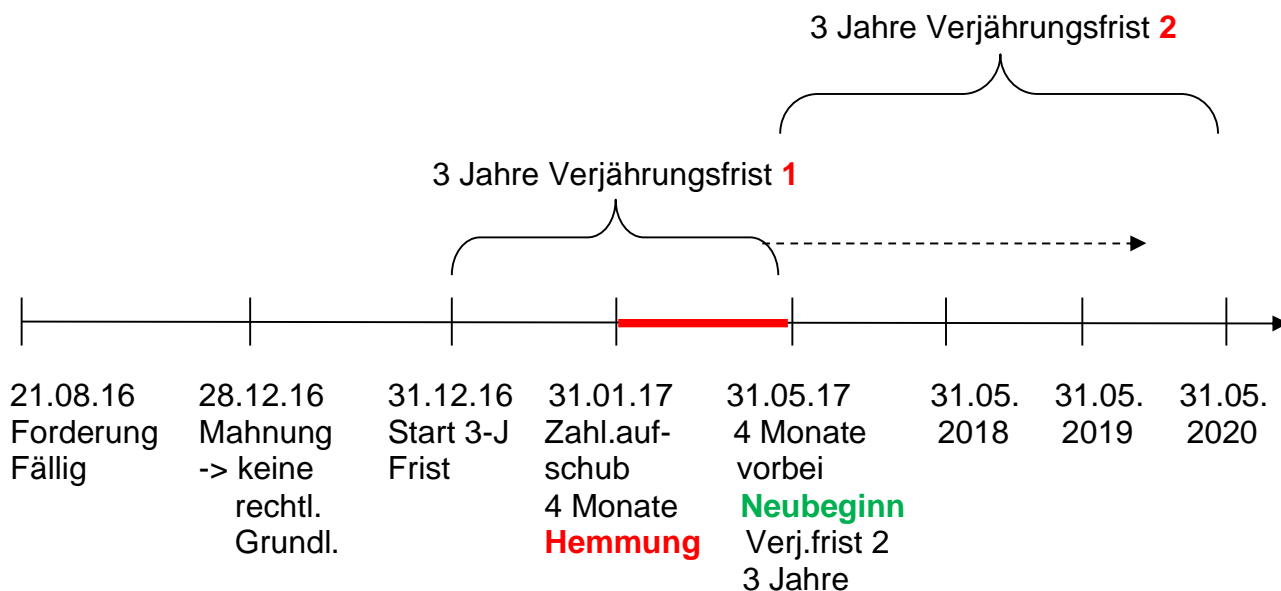 3 Jahre Verjährungsfrist 2
3 Jahre Verjährungsfrist 1
21.08.16
Forderung
Fällig
28.12.16
Mahnung
-> keine
rechtl.
Grundl.
31.12.16
Start 3-J
Frist
31.01.17
Zahl.auf-
schub
4 Monate
Hemmung
31.05.17
4 Monate
vorbei
Neubeginn
Verj.frist 2
3 Jahre
31.05.
2018
31.05.
2019
31.05.
2020